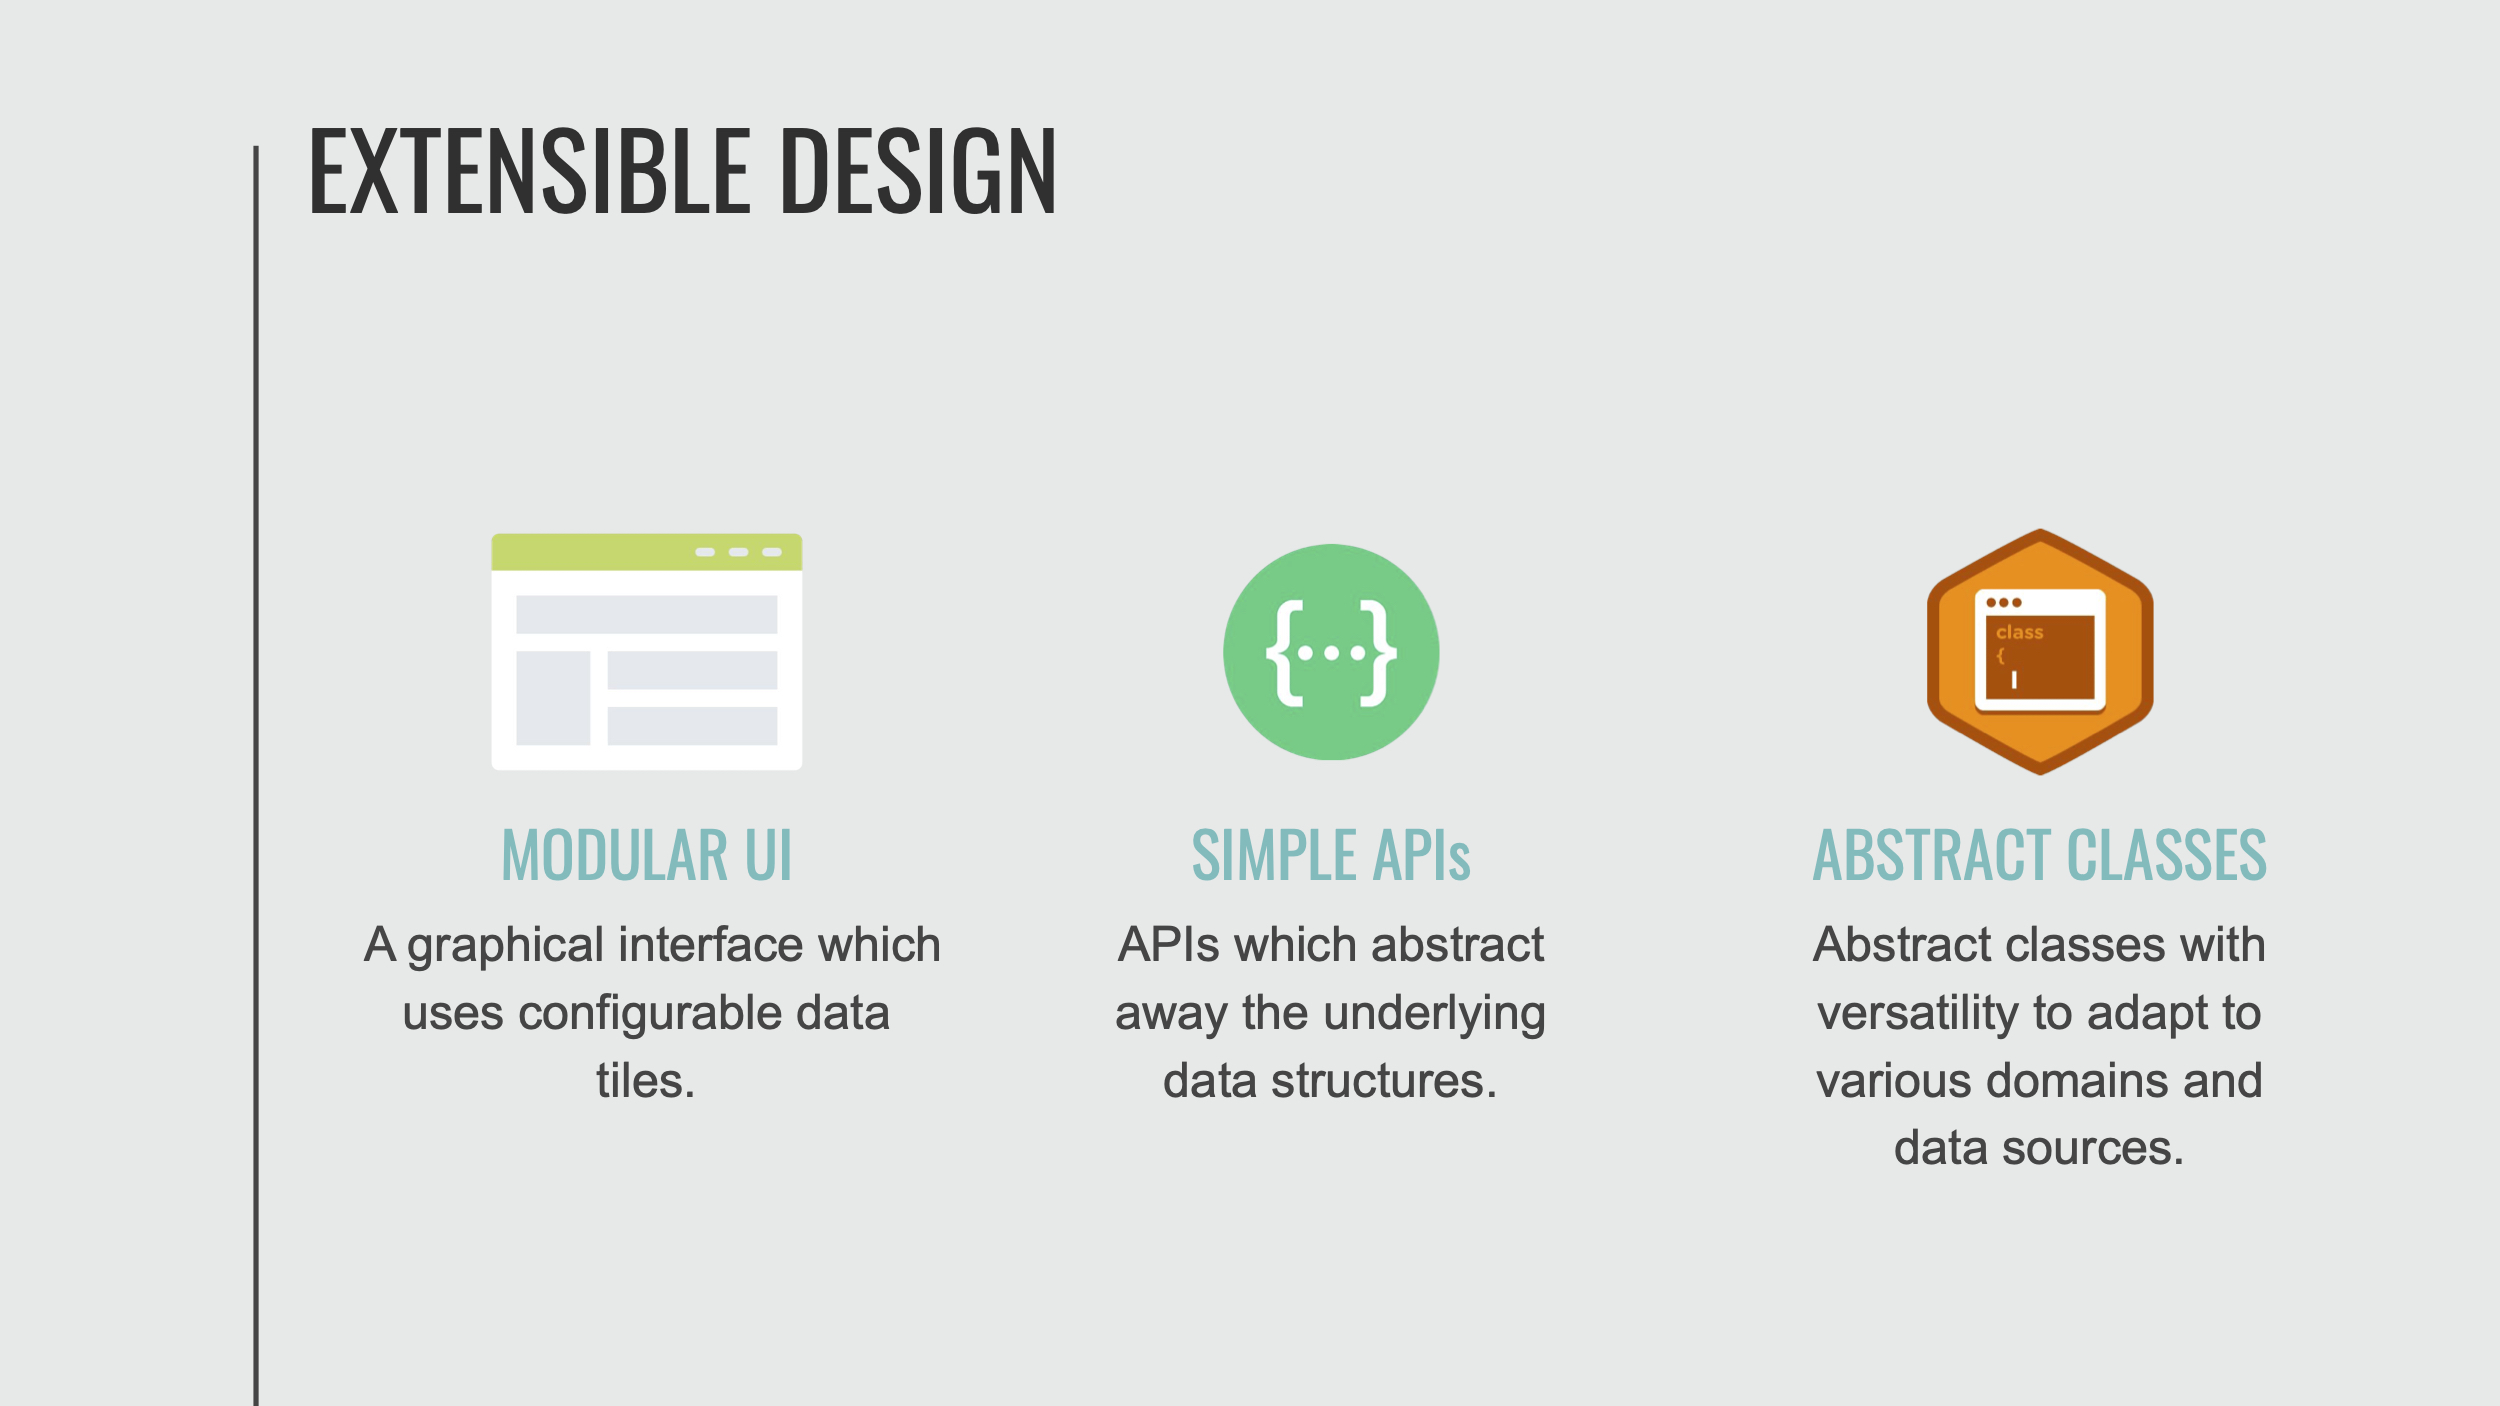 EXTENSIBLE DESIGN
class
{
{...}
MODULAR UI
A graphical interface which
uses configurable data
tiles.
SIMPLE APIs
APIs which abstract
away the underlying
data structures.
ABSTRACT CLASSES
Abstract classes with
versatility to adapt to
various domains and
data sources.